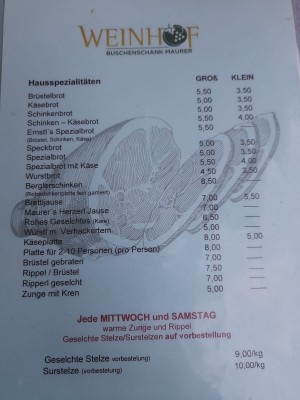 WEINHOF
BUSCHENSCHANK MAURER
Hausspezialitäten GROß KLEIN
Brüstelbrot 5,50 3,50
Käsebrot 5,00 3,50
Schinkenbrot 5,00 3,50
Schinken – Käsebrot 5,50 4,00
Ernstl´s Spezialbrot 5,50
(Brüstel, Schinken, Käse)
Speckbrot 5,00 3,50
Spezialbrot 5,00 3,50
Spezialbrot mit Käse 5,50 4,00
Wurstbrot 4,50 3,50
Berglerschinken 8,50
Brettljause 7,00 5,50
Maurer´s Herzerl Jause 7,00
Rolles Geselchtes 6,50
Würstl m. Verhackertem 5,00
Käseplatte 8,00 5,00
Platte für 2-10 Personen (pro Person) 8,00
Brüstel gebraten 7,00
Rippel / Brüstel 7,50
Ripperl geselcht 7,00
Zunge mit Kren 5,00
Jede MITTWOCH und SAMSTAG
warme Zunge und Rippel
Geselchte Stelze/Surstelzen auf vorbestellung
Geselchte Stelze (vorbestellung) 9,00/kg
Surstelze (vorbestellung) 10,00/kg